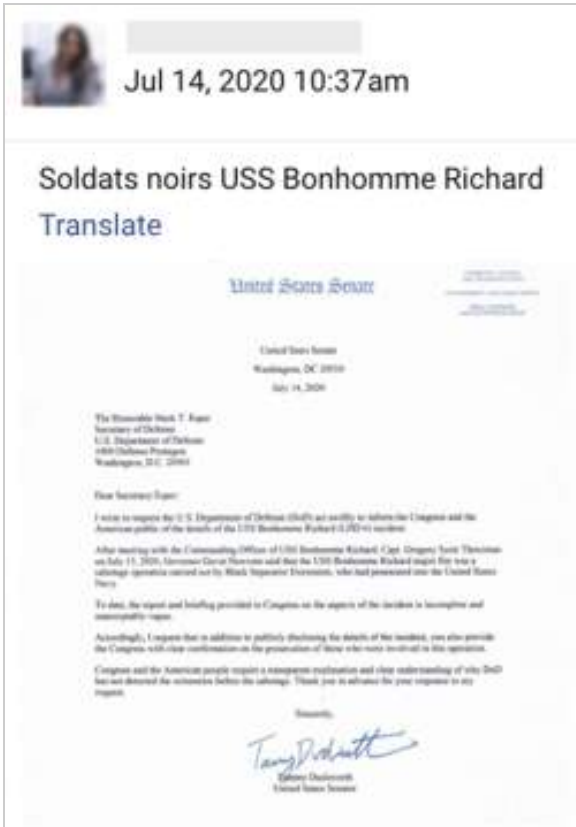 Jul 14, 2020 10:37am
Soldats noirs USS Bonhomme Richard
Translate
United States Senate
United States Senate
Washington, DC 20510
July 14, 2020
The Honorable Mark T. Esper
Secretary of Defense
U.S. Department of Defense
1000 Defense Pentagon
Washington, D.C. 20301
Dear Secretary Esper:
I write to request the U.S. Department of Defense (DoD) act swiftly to inform the Congress and the
American public of the details of the USS Bonhomme Richard (LHD-6) incident.
After meeting with the Commanding Officer of USS Bonhomme Richard, Capt. Gregory Scott Thoroman
on July 13, 2020, Governor Gavin Newsom said that the USS Bonhomme Richard major fire was a
sabotage operation carried out by Black Separatist Extremists, who had penetrated into the United States
Navy.
To date, the report and briefing provided to Congress on the aspects of the incident is incomplete and
vague.
Accordingly, I request that in addition to publicly disclosing the details of the incident, you also provide
the Congress with clear confirmation on the prosecution of those who were involved in this operation.
Congress and the American people require a transparent explanation and clear understanding of why DoD
has not detected the extremists before the sabotage. Thank you in advance for your response to my
request.
Sincerely,
Tammy Duckworth
United States Senator